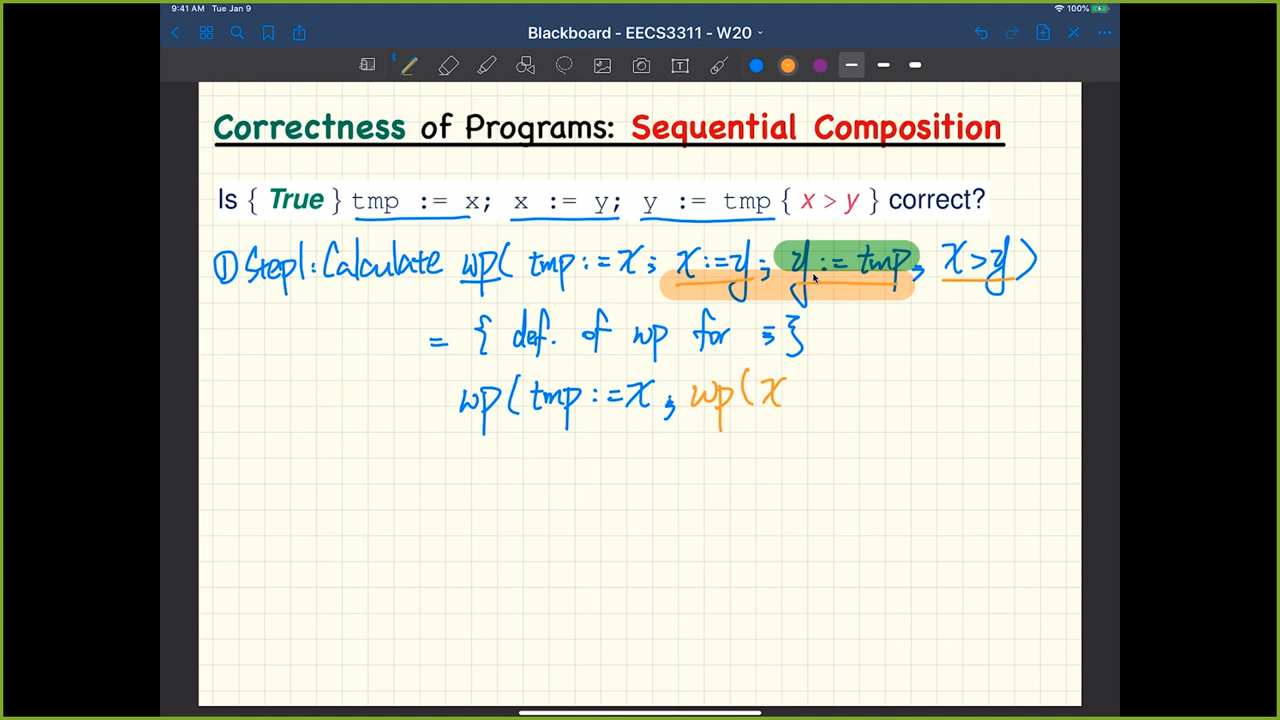 9:41 AM Tue Jan 9
100%
Blackboard - EECS3311 - W20
Correctness of Programs: Sequential Composition
Is { True } tmp := x; x := y; y := tmp { x > y } correct?
① Step1: Calculate wp( tmp := x ; x := y ; y := tmp, x > y )
= { def. of wp for ; }
wp( tmp := x ; wp( x